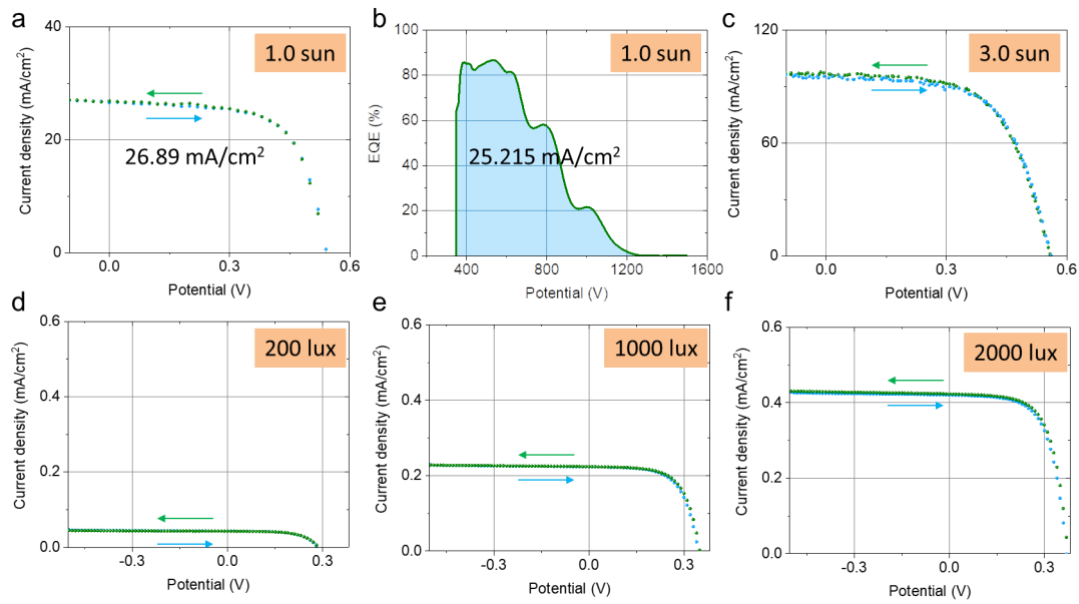 a
40
20
0
Current density (mA/cm²)
1.0 sun
26.89 mA/cm²
0.0
0.3
0.6
Potential (V)
b
100
80
60
40
20
0
EQE (%)
1.0 sun
25.215 mA/cm²
400
800
1200
1600
Potential (V)
c
120
60
0
Current density (mA/cm²)
3.0 sun
0.0
0.3
0.6
Potential (V)
d
0.6
0.4
0.2
0.0
Current density (mA/cm²)
200 lux
-0.3
0.0
0.3
Potential (V)
e
0.6
0.4
0.2
0.0
Current density (mA/cm²)
1000 lux
-0.3
0.0
0.3
Potential (V)
f
0.6
0.4
0.2
0.0
Current density (mA/cm²)
2000 lux
-0.3
0.0
0.3
Potential (V)